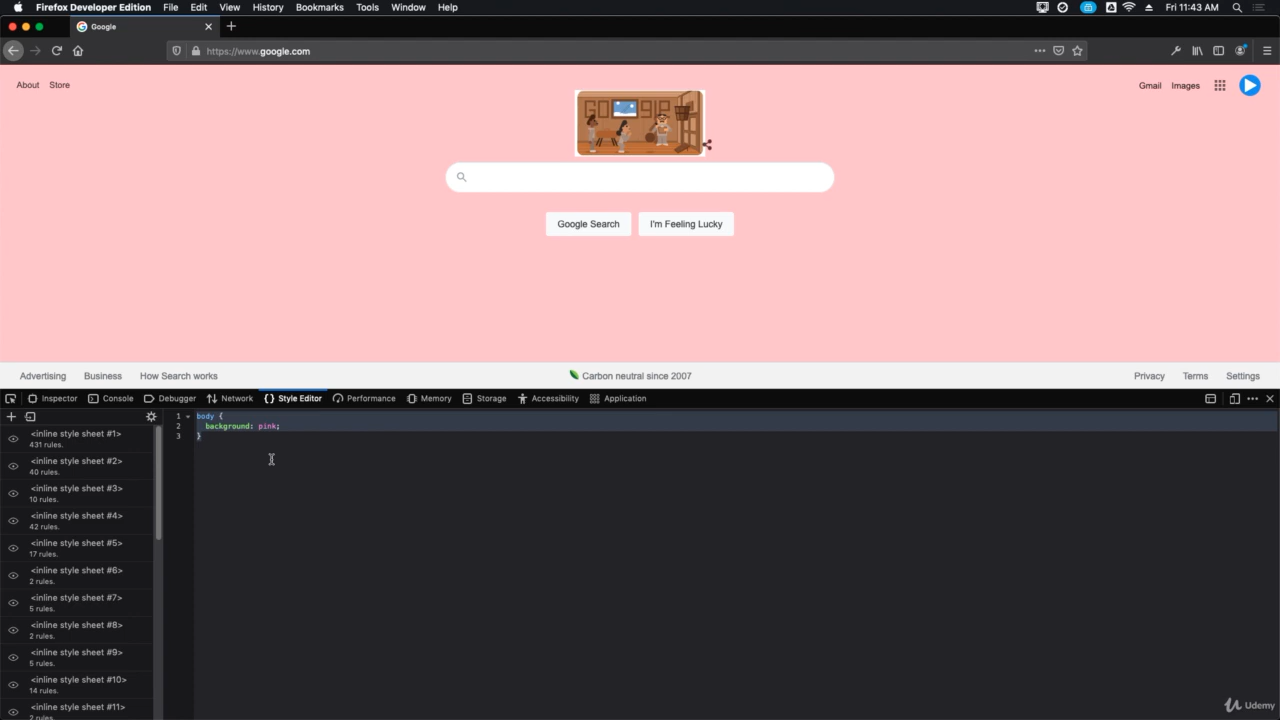 Firefox Developer Edition File Edit View History Bookmarks Tools Window Help Fri 11:43 AM
Google
https://www.google.com
About Store Gmail Images
Google Search I'm Feeling Lucky
Advertising Business How Search works Carbon neutral since 2007 Privacy Terms Settings
Inspector Console Debugger Network {} Style Editor Performance Memory Storage Accessibility Application
<inline style sheet #1>
431 rules.
<inline style sheet #2>
40 rules.
<inline style sheet #3>
10 rules.
<inline style sheet #4>
42 rules.
<inline style sheet #5>
17 rules.
<inline style sheet #6>
2 rules.
<inline style sheet #7>
5 rules.
<inline style sheet #8>
2 rules.
<inline style sheet #9>
5 rules.
<inline style sheet #10>
14 rules.
<inline style sheet #11>
2 rules.
1 body {
2 background: pink;
3 }
Udemy